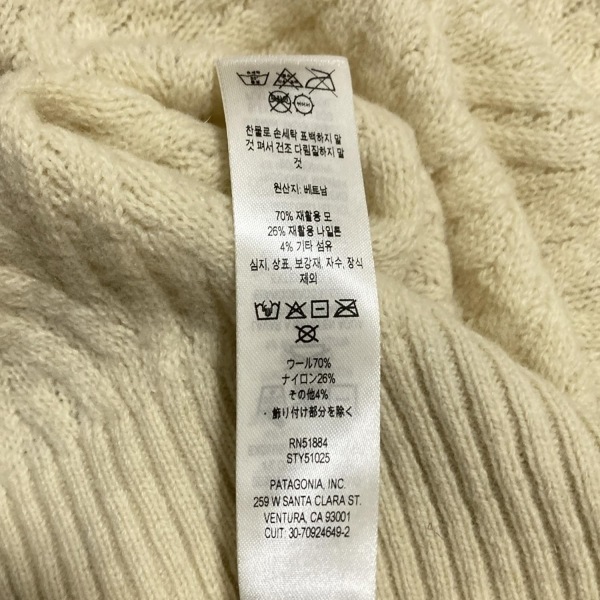 찬물로 손세탁 표백하지 말
것 펴서 건조 다림질하지 말
것
원산지: 베트남
70% 재활용 모
26% 재활용 나일론
4% 기타 섬유
심지, 상표, 보강재, 자수, 장식
제외
ウール70%
ナイロン26%
その他4%
・飾り付け部分を除く
RN51884
STY51025
PATAGONIA, INC.
259 W SANTA CLARA ST.
VENTURA, CA 93001
CUIT: 30-70924649-2